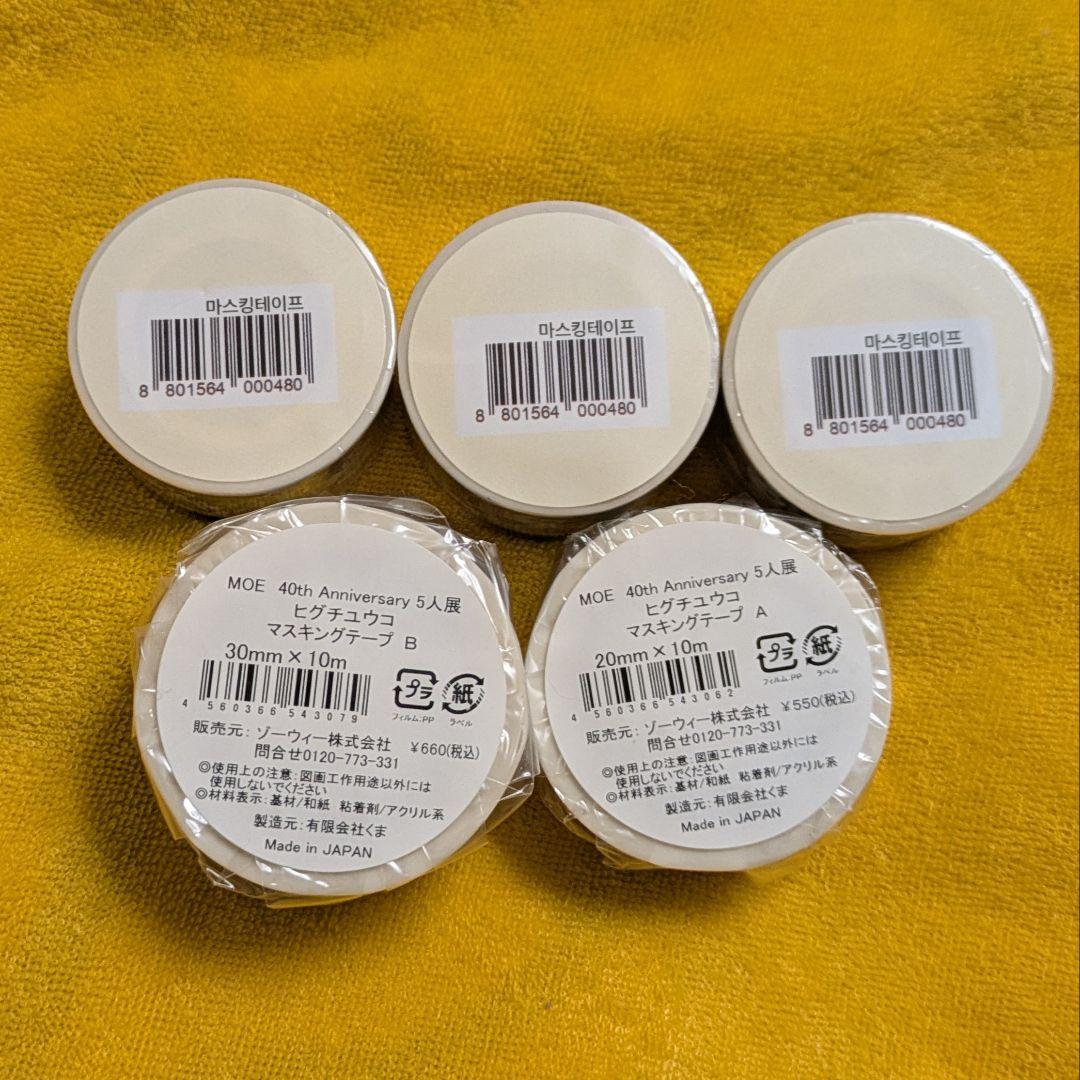 마스킹테이프
8 801564 000480
마스킹테이프
8 801564 000480
마스킹테이프
8 801564 000480
MOE 40th Anniversary 5人展
ヒグチユウコ
マスキングテープ B
30mm×10m
4 560366 543079
プラ
フィルム:PP
紙
ラベル
販売元:ゾーウィー株式会社 ¥660(税込)
問合せ0120-773-331
◎使用上の注意:図画工作用途以外には
使用しないでください
◎材料表示:基材/和紙 粘着剤/アクリル系
製造元:有限会社くま
Made in JAPAN
MOE 40th Anniversary 5人展
ヒグチユウコ
マスキングテープ A
20mm×10m
4 560366 543062
プラ
フィルム:PP
紙
ラベル
販売元:ゾーウィー株式会社 ¥550(税込)
問合せ0120-773-331
◎使用上の注意:図画工作用途以外には
使用しないでください
◎材料表示:基材/和紙 粘着剤/アクリル系
製造元:有限会社くま
Made in JAPAN